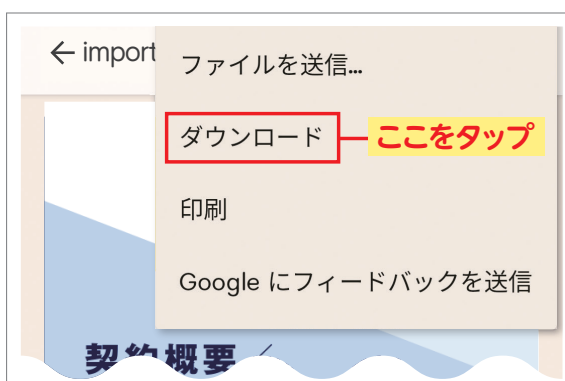 ← import
ファイルを送信...
ダウンロード
ここをタップ
印刷
Google にフィードバックを送信
契約概要